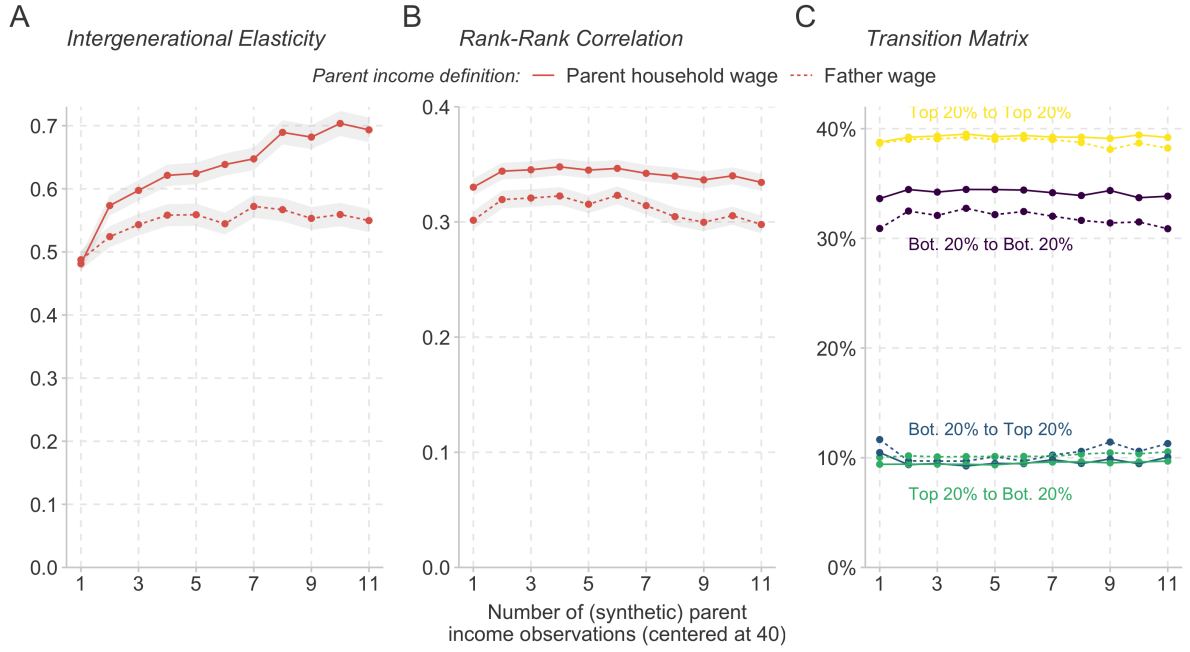 A
Intergenerational Elasticity
B
Rank-Rank Correlation
C
Transition Matrix
Parent income definition: Parent household wage Father wage
0.7
0.6
0.5
0.4
0.3
0.2
0.1
0.0
1 3 5 7 9 11
0.4
0.3
0.2
0.1
0.0
1 3 5 7 9 11
Number of (synthetic) parent
income observations (centered at 40)
Top 20% to Top 20%
40%
30%
Bot. 20% to Bot. 20%
20%
Bot. 20% to Top 20%
10%
Top 20% to Bot. 20%
0%
1 3 5 7 9 11